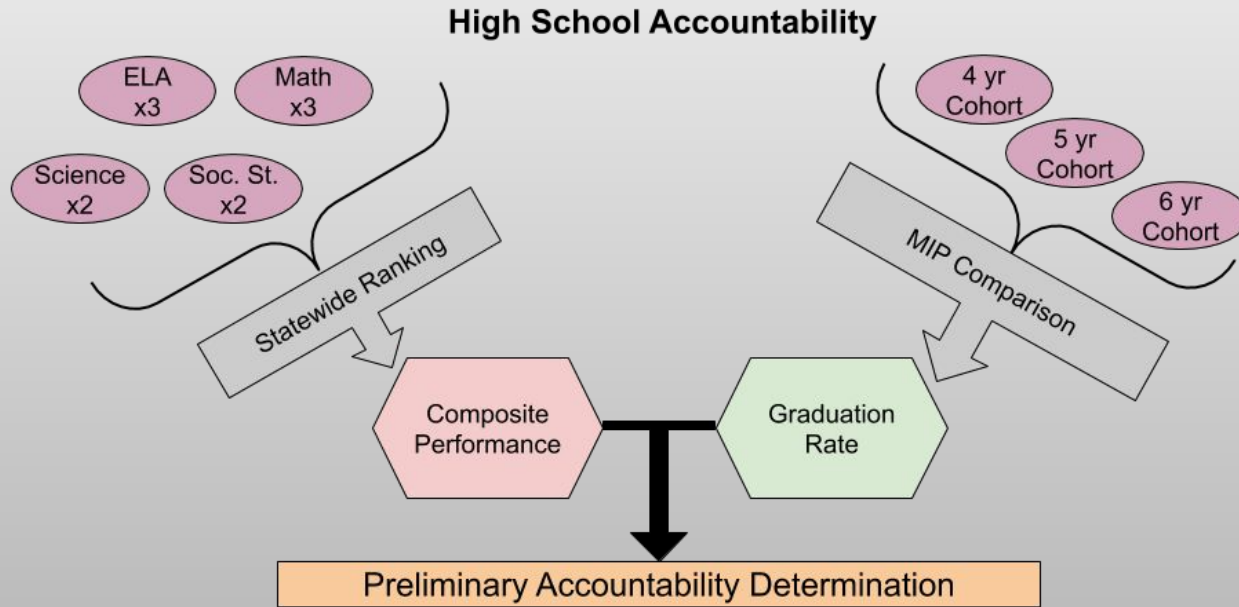 High School Accountability
ELA
x3
Math
x3
Science
x2
Soc. St.
x2
Statewide Ranking
4 yr
Cohort
5 yr
Cohort
6 yr
Cohort
MIP Comparison
Composite
Performance
Graduation
Rate
Preliminary Accountability Determination